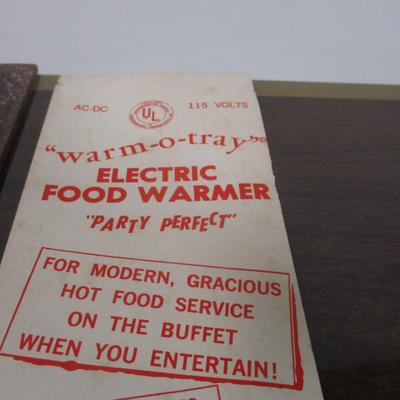 AC-DC UL 115 VOLTS
"warm-o-tray"©
ELECTRIC
FOOD WARMER
"PARTY PERFECT"
FOR MODERN, GRACIOUS
HOT FOOD SERVICE
ON THE BUFFET
WHEN YOU ENTERTAIN!